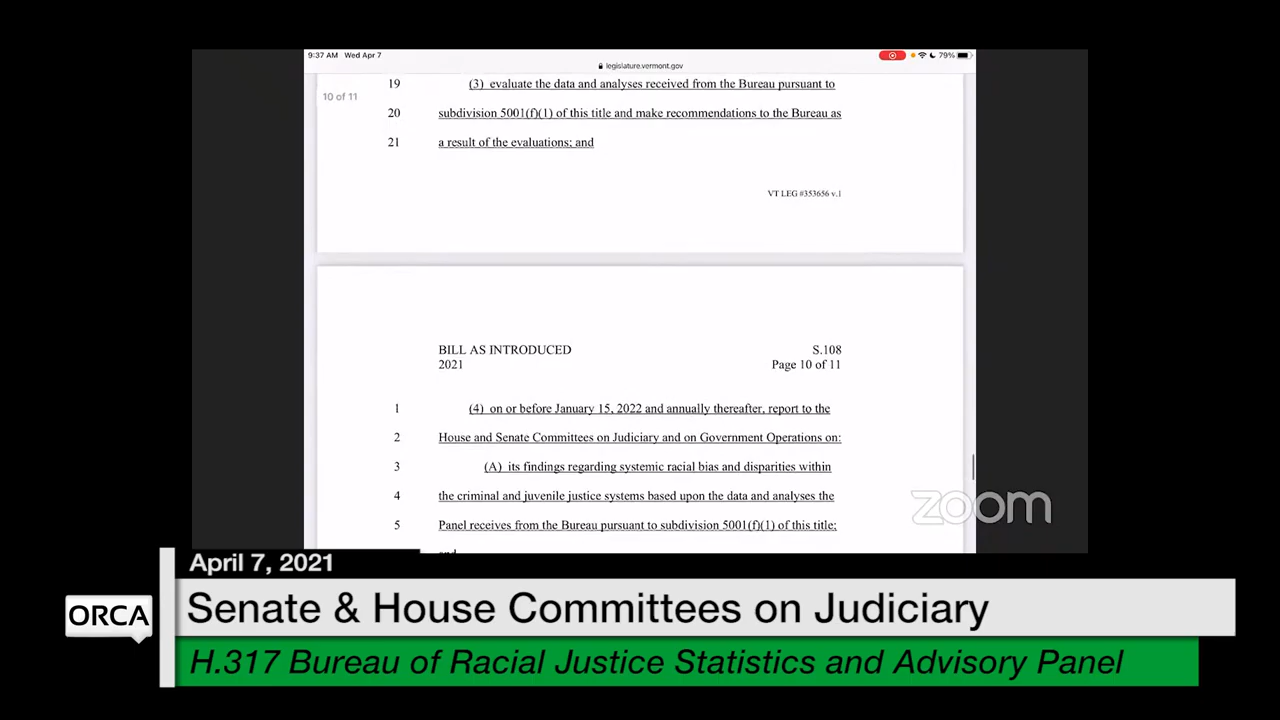 9:37 AM Wed Apr 7
79%
legislature.vermont.gov
10 of 11
19 (3) evaluate the data and analyses received from the Bureau pursuant to
20 subdivision 5001(f)(1) of this title and make recommendations to the Bureau as
21 a result of the evaluations; and
VT LEG #353656 v.1
BILL AS INTRODUCED S.108
2021 Page 10 of 11
1 (4) on or before January 15, 2022 and annually thereafter, report to the
2 House and Senate Committees on Judiciary and on Government Operations on:
3 (A) its findings regarding systemic racial bias and disparities within
4 the criminal and juvenile justice systems based upon the data and analyses the
5 Panel receives from the Bureau pursuant to subdivision 5001(f)(1) of this title;
and
zoom
April 7, 2021
ORCA
Senate & House Committees on Judiciary
H.317 Bureau of Racial Justice Statistics and Advisory Panel